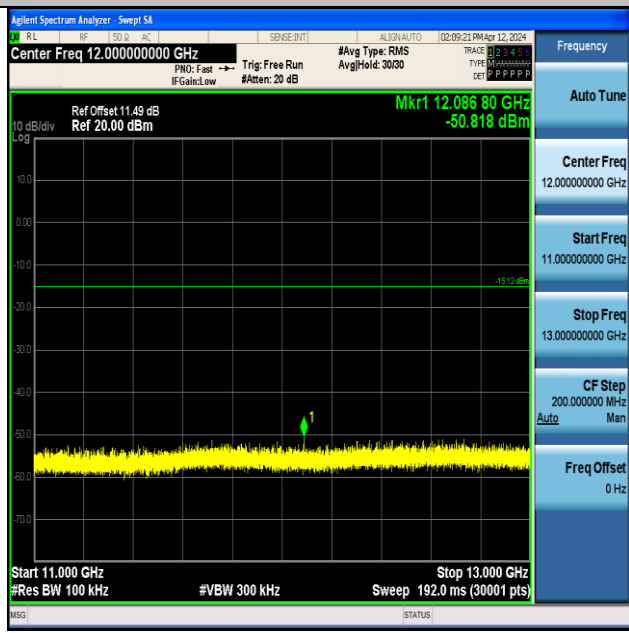 Agilent Spectrum Analyzer - Swept SA
RL RF 50 Ω AC SENSE:INT ALIGN AUTO 02:09:21 PM Apr 12, 2024
Center Freq 12.000000000 GHz #Avg Type: RMS TRACE 1 2 3 4 5 6
PNO: Fast Trig: Free Run Avg|Hold: 30/30 TYPE M
IFGain:Low #Atten: 20 dB DET P P P P P P
Mkr1 12.086 80 GHz
-50.818 dBm
Ref Offset 11.49 dB
10 dB/div Ref 20.00 dBm
Log
10.0
0.00
-10.0
-15.12 dBm
-20.0
-30.0
-40.0
1
-50.0
-60.0
-70.0
Start 11.000 GHz Stop 13.000 GHz
#Res BW 100 kHz #VBW 300 kHz Sweep 192.0 ms (30001 pts)
MSG STATUS
Frequency
Auto Tune
Center Freq
12.000000000 GHz
Start Freq
11.000000000 GHz
Stop Freq
13.000000000 GHz
CF Step
200.000000 MHz
Auto Man
Freq Offset
0 Hz